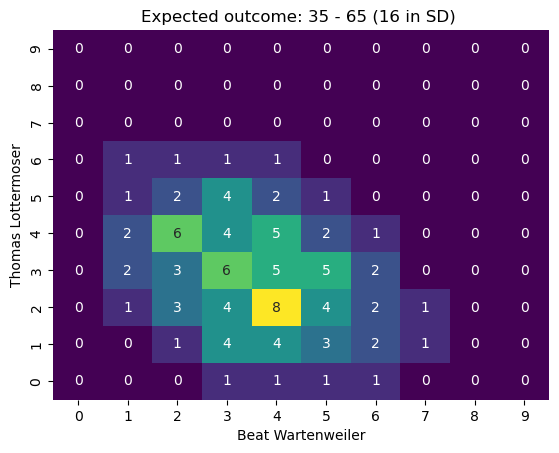 Expected outcome: 35 - 65 (16 in SD)
Thomas Lottermoser
9 0 0 0 0 0 0 0 0 0 0
8 0 0 0 0 0 0 0 0 0 0
7 0 0 0 0 0 0 0 0 0 0
6 0 1 1 1 1 0 0 0 0 0
5 0 1 2 4 2 1 0 0 0 0
4 0 2 6 4 5 2 1 0 0 0
3 0 2 3 6 5 5 2 0 0 0
2 0 1 3 4 8 4 2 1 0 0
1 0 0 1 4 4 3 2 1 0 0
0 0 0 0 1 1 1 1 0 0 0
0 1 2 3 4 5 6 7 8 9
Beat Wartenweiler